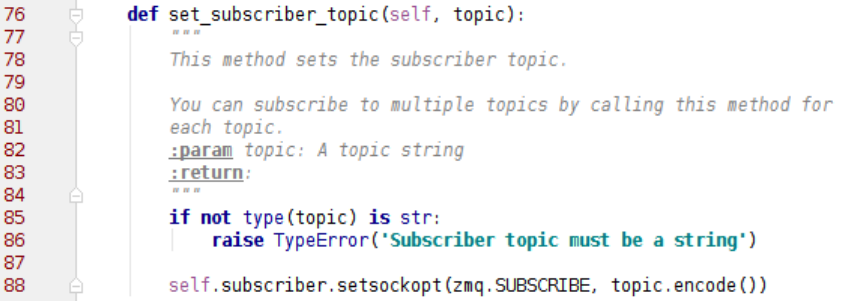 76 def set_subscriber_topic(self, topic):
77 """
78 This method sets the subscriber topic.
79
80 You can subscribe to multiple topics by calling this method for
81 each topic.
82 :param topic: A topic string
83 :return:
84 """
85 if not type(topic) is str:
86 raise TypeError('Subscriber topic must be a string')
87
88 self.subscriber.setsockopt(zmq.SUBSCRIBE, topic.encode())